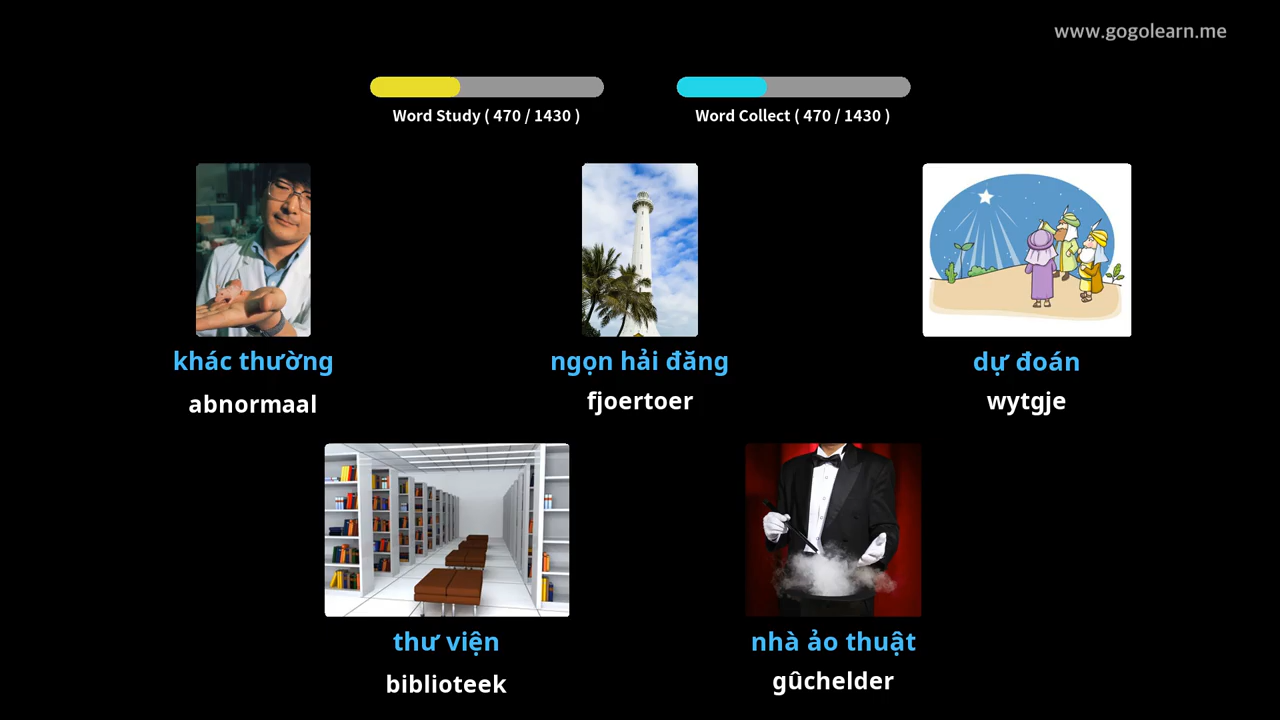 www.gogolearn.me
Word Study ( 470 / 1430 )
Word Collect ( 470 / 1430 )
khác thường
ngọn hải đăng
dự đoán
abnormaal
fjoertoer
wytgje
thư viện
nhà ảo thuật
biblioteek
gûchelder